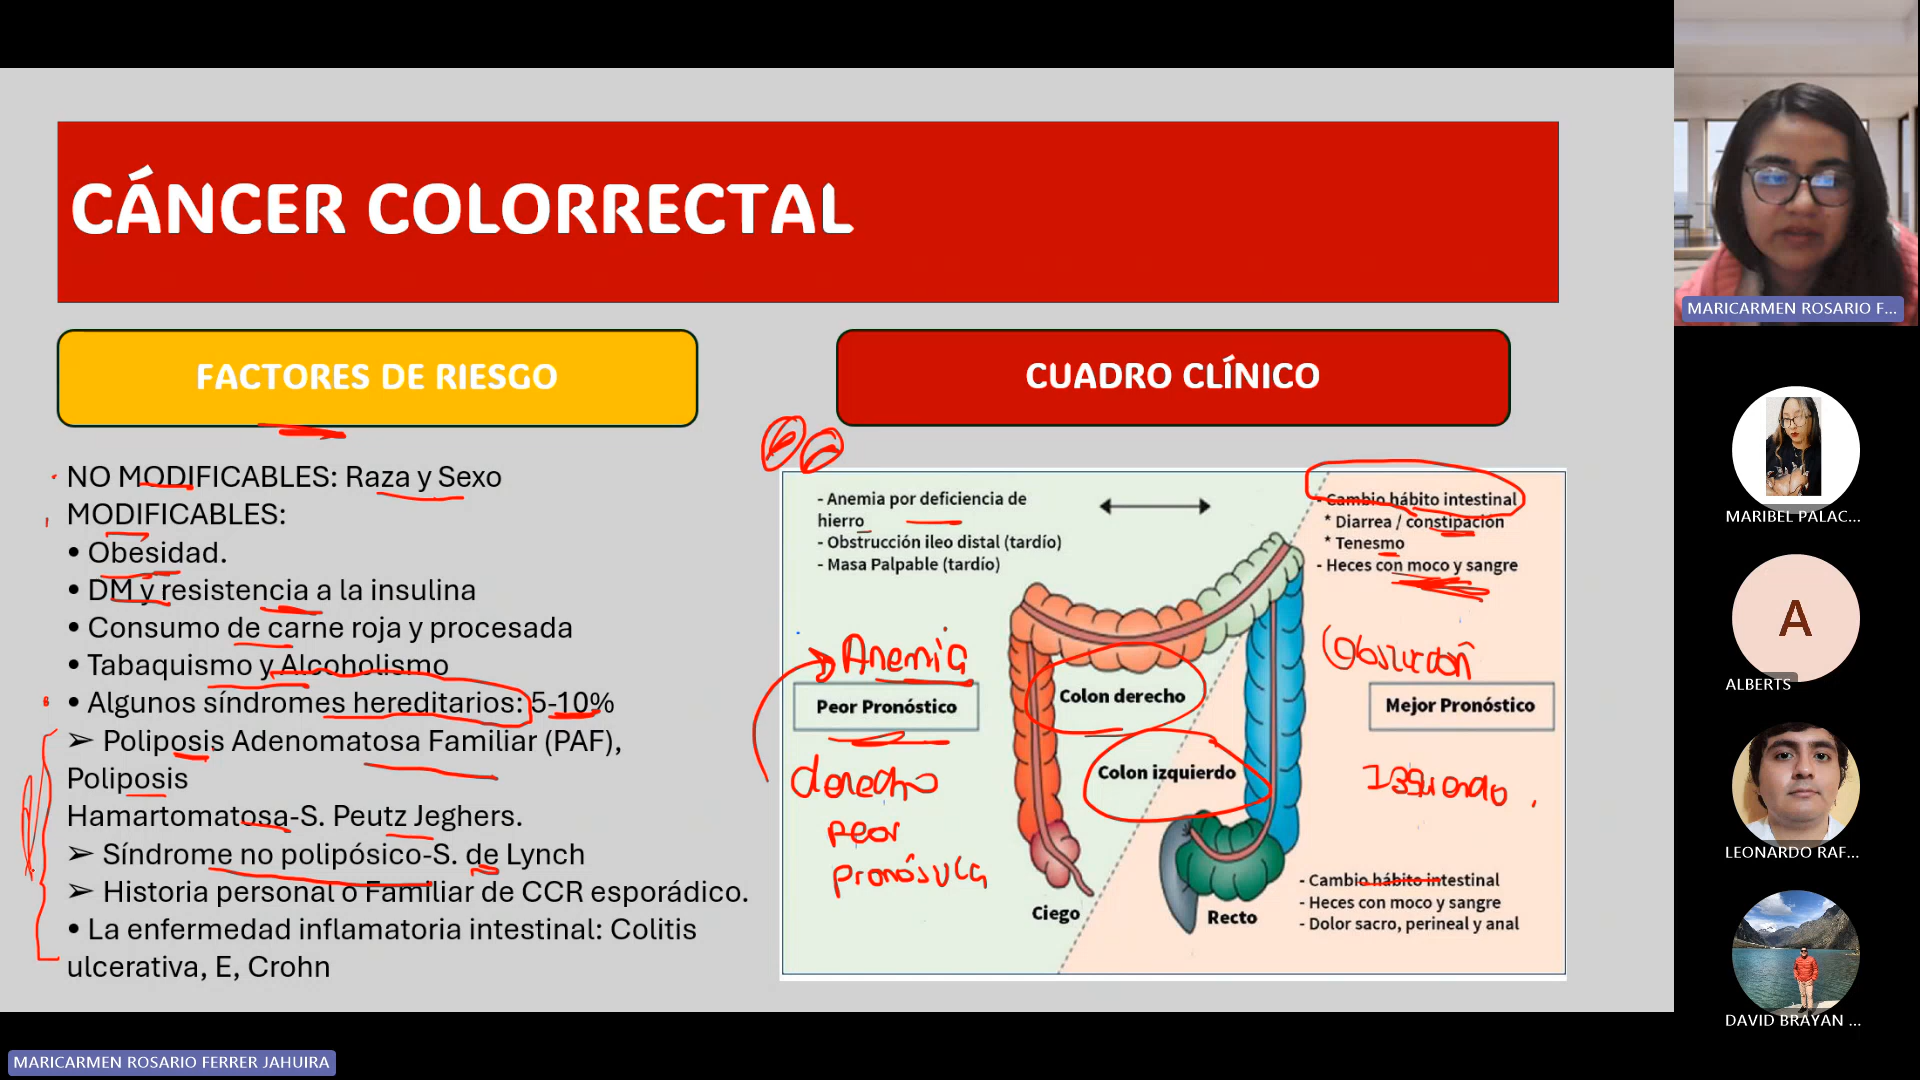 CÁNCER COLORRECTAL
FACTORES DE RIESGO
NO MODIFICABLES: Raza y Sexo
MODIFICABLES:
• Obesidad.
• DM y resistencia a la insulina
• Consumo de carne roja y procesada
• Tabaquismo y Alcoholismo
• Algunos síndromes hereditarios: 5-10%
➢ Poliposis Adenomatosa Familiar (PAF),
Poliposis
Hamartomatosa-S. Peutz Jeghers.
➢ Síndrome no polipósico-S. de Lynch
➢ Historia personal o Familiar de CCR esporádico.
• La enfermedad inflamatoria intestinal: Colitis
ulcerativa, E, Crohn
CUADRO CLÍNICO
- Anemia por deficiencia de
hierro
- Obstrucción ileo distal (tardío)
- Masa Palpable (tardío)
- Cambio hábito intestinal
* Diarrea / constipación
* Tenesmo
- Heces con moco y sangre
Anemia
Peor Pronóstico
derecho
peor
Colon derecho
Colon izquierdo
Mejor Pronóstico
Ciego
Recto
- Cambio hábito intestinal
- Heces con moco y sangre
- Dolor sacro, perineal y anal
MARICARMEN ROSARIO F...
MARIBEL PALAC...
A
ALBERTS
LEONARDO RAF...
DAVID BRAYAN ...
MARICARMEN ROSARIO FERRER JAHUIRA